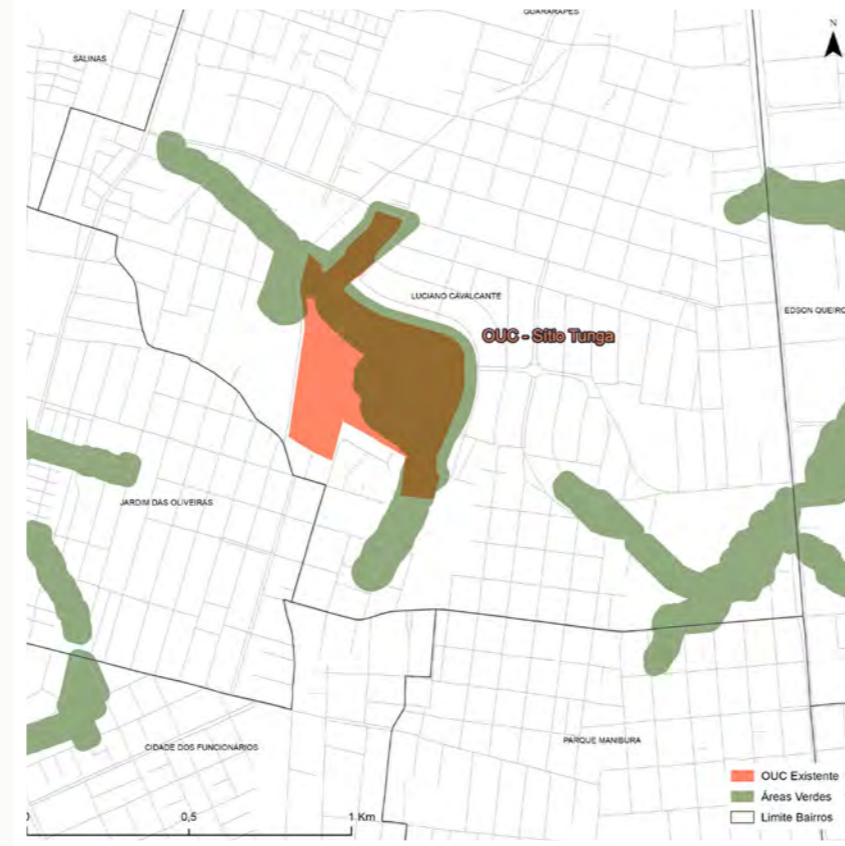 GUARARAPES
N
SALINAS
LUCIANO CAVALCANTE
EDSON QUEIRO
OUC - Sítio Tunga
JARDIM DAS OLIVEIRAS
PARQUE MANIBURA
CIDADE DOS FUNCIONÁRIOS
OUC Existente
Áreas Verdes
Limite Bairros
0 0,5 1 Km